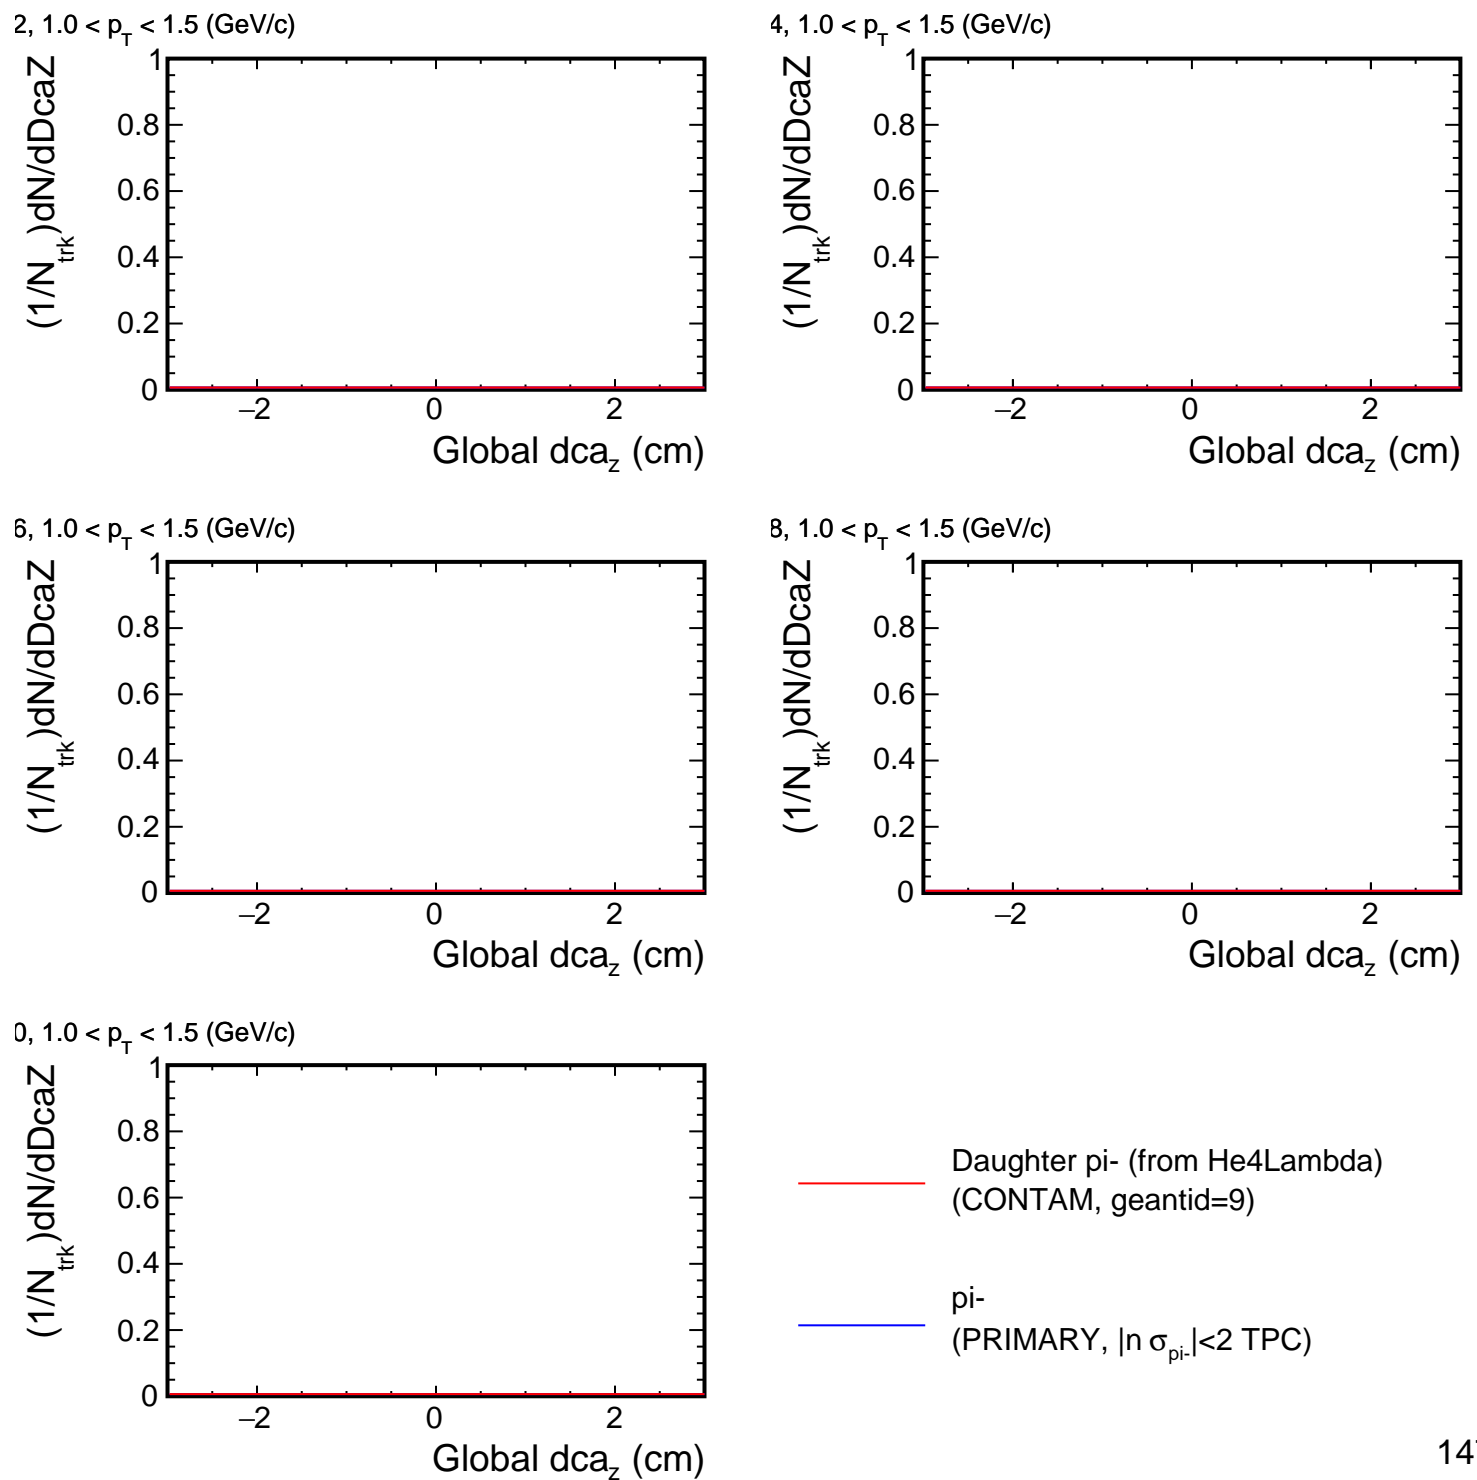 2, 1.0 < p_T < 1.5 (GeV/c)
(1/N_trk)dN/dDcaZ
1
0.8
0.6
0.4
0.2
0
−2 0 2
Global dca_z (cm)
4, 1.0 < p_T < 1.5 (GeV/c)
(1/N_trk)dN/dDcaZ
1
0.8
0.6
0.4
0.2
0
−2 0 2
Global dca_z (cm)
6, 1.0 < p_T < 1.5 (GeV/c)
(1/N_trk)dN/dDcaZ
1
0.8
0.6
0.4
0.2
0
−2 0 2
Global dca_z (cm)
8, 1.0 < p_T < 1.5 (GeV/c)
(1/N_trk)dN/dDcaZ
1
0.8
0.6
0.4
0.2
0
−2 0 2
Global dca_z (cm)
0, 1.0 < p_T < 1.5 (GeV/c)
(1/N_trk)dN/dDcaZ
1
0.8
0.6
0.4
0.2
0
−2 0 2
Global dca_z (cm)
Daughter pi- (from He4Lambda)
(CONTAM, geantid=9)
pi-
(PRIMARY, |n σ_pi-|<2 TPC)
14